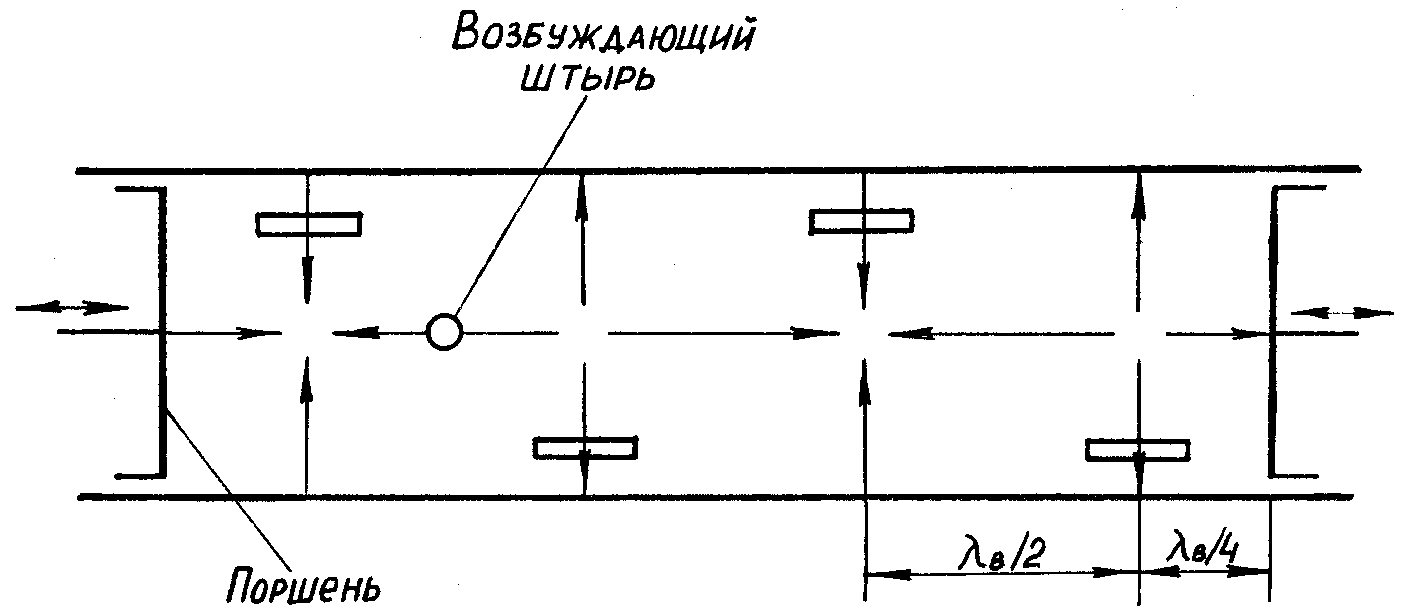 Возбуждающий
штырь
λв/2
λв/4
Поршень